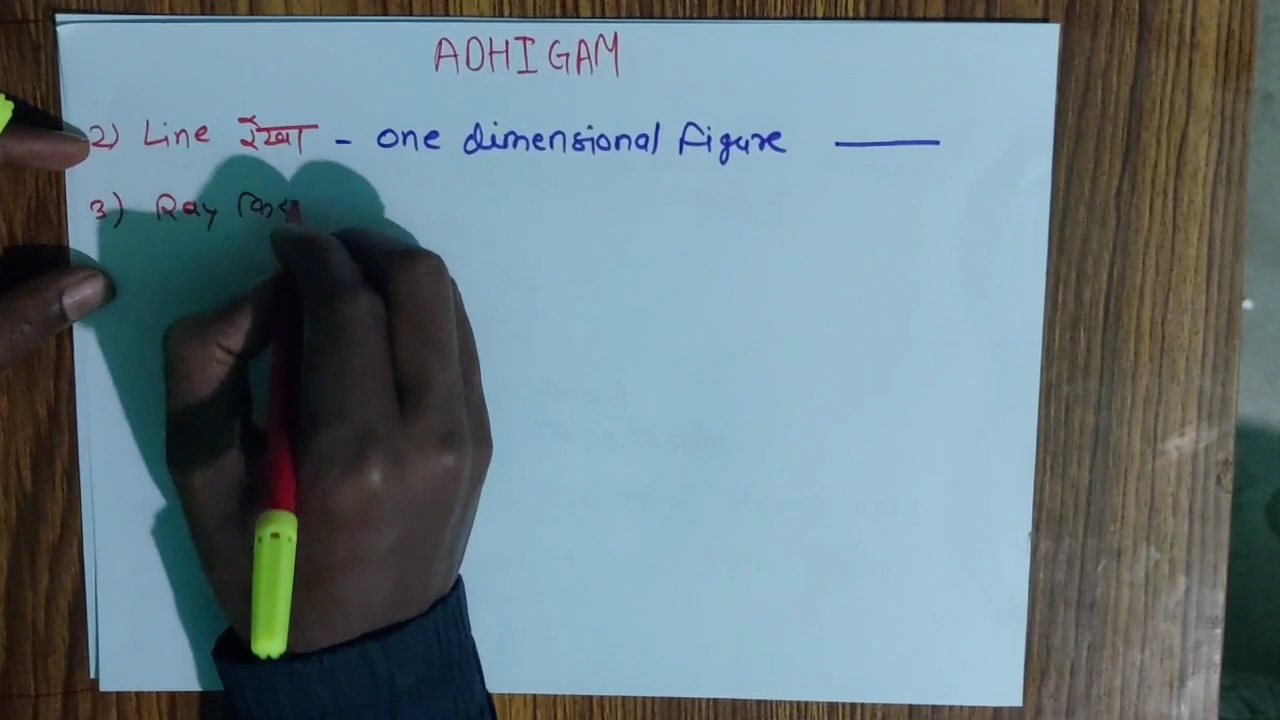 ADHIGAM
2) Line रेखा - one dimensional figure
3) Ray